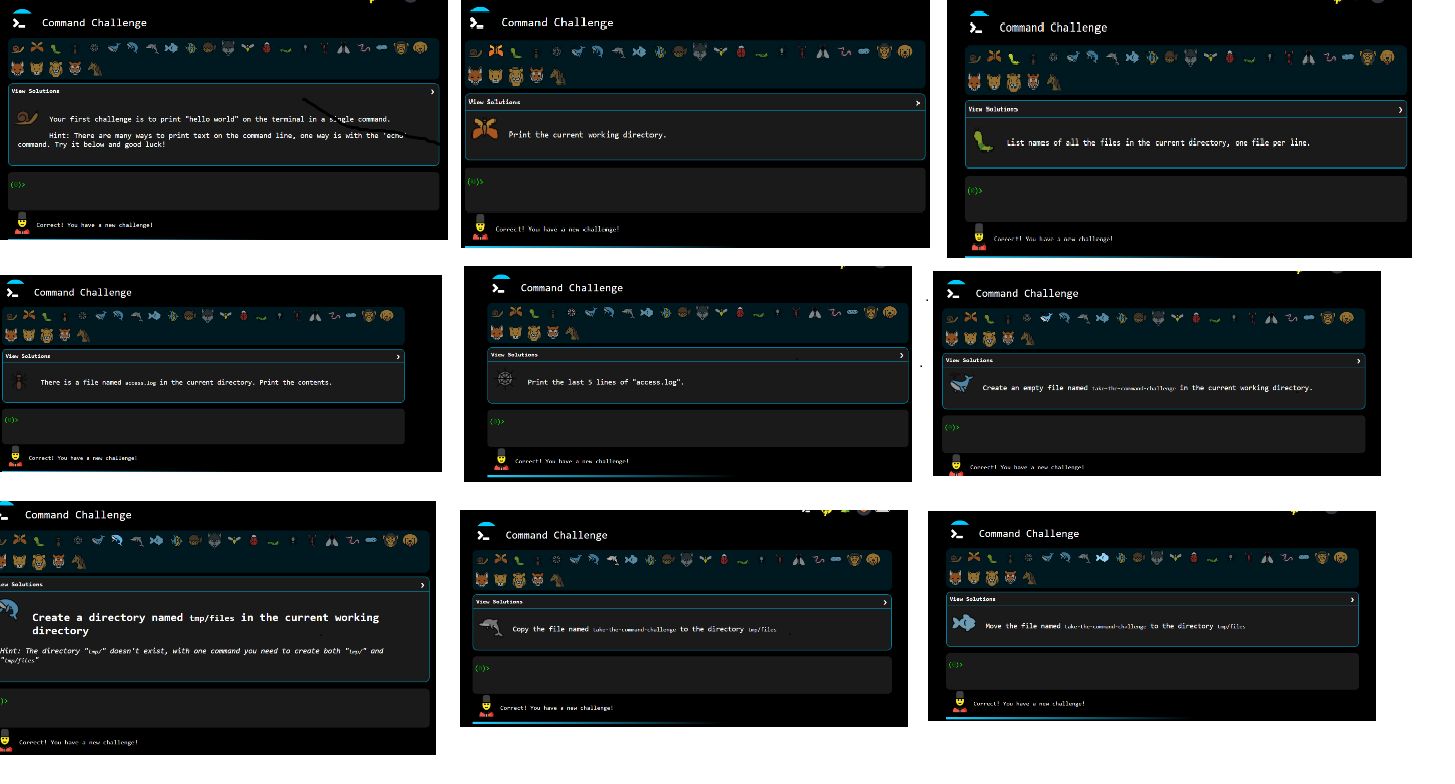 Command Challenge
View Solutions
Your first challenge is to print "hello world" on the terminal in a single command.
Hint: There are many ways to print text on the command line, one way is with the 'echo'
command. Try it below and good luck!
Correct! You have a new challenge!
Command Challenge
View Solutions
Print the current working directory.
Correct! You have a new challenge!
Command Challenge
View Solutions
List names of all the files in the current directory, one file per line.
Correct! You have a new challenge!
Command Challenge
View Solutions
There is a file named access.log in the current directory. Print the contents.
Correct! You have a new challenge!
Command Challenge
View Solutions
Print the last 5 lines of "access.log".
Correct! You have a new challenge!
Command Challenge
View Solutions
Create an empty file named take-the-command-challenge in the current working directory.
Correct! You have a new challenge!
Command Challenge
ew Solutions
Create a directory named tmp/files in the current working
directory
Hint: The directory "tmp/" doesn't exist, with one command you need to create both "tmp/" and
"tmp/files"
Correct! You have a new challenge!
Command Challenge
View Solutions
Copy the file named take-the-command-challenge to the directory tmp/files
Correct! You have a new challenge!
Command Challenge
View Solutions
Move the file named take-the-command-challenge to the directory tmp/files
Correct! You have a new challenge!